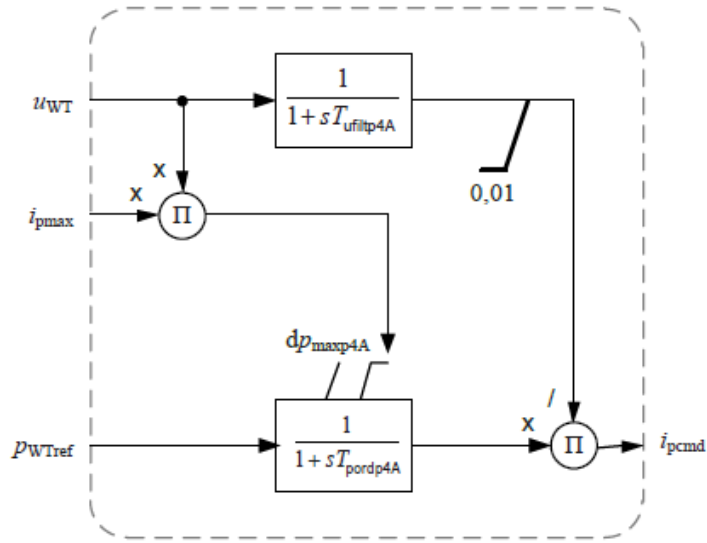 1
u_WT
1 + sT_ufiltp4A
x
0,01
x
i_pmax
Π
dp_maxp4A
/
1
x
p_WTref
Π
i_pcmd
1 + sT_pordp4A